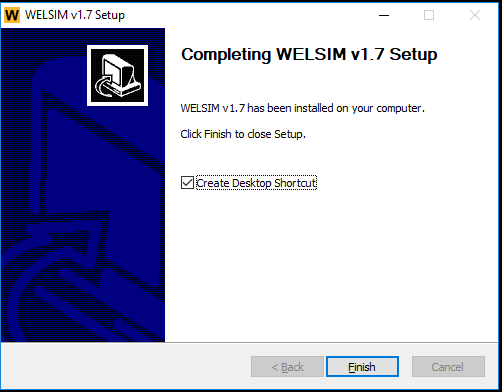 W WELSIM v1.7 Setup
Completing WELSIM v1.7 Setup
WELSIM v1.7 has been installed on your computer.
Click Finish to close Setup.
Create Desktop Shortcut
< Back Finish Cancel